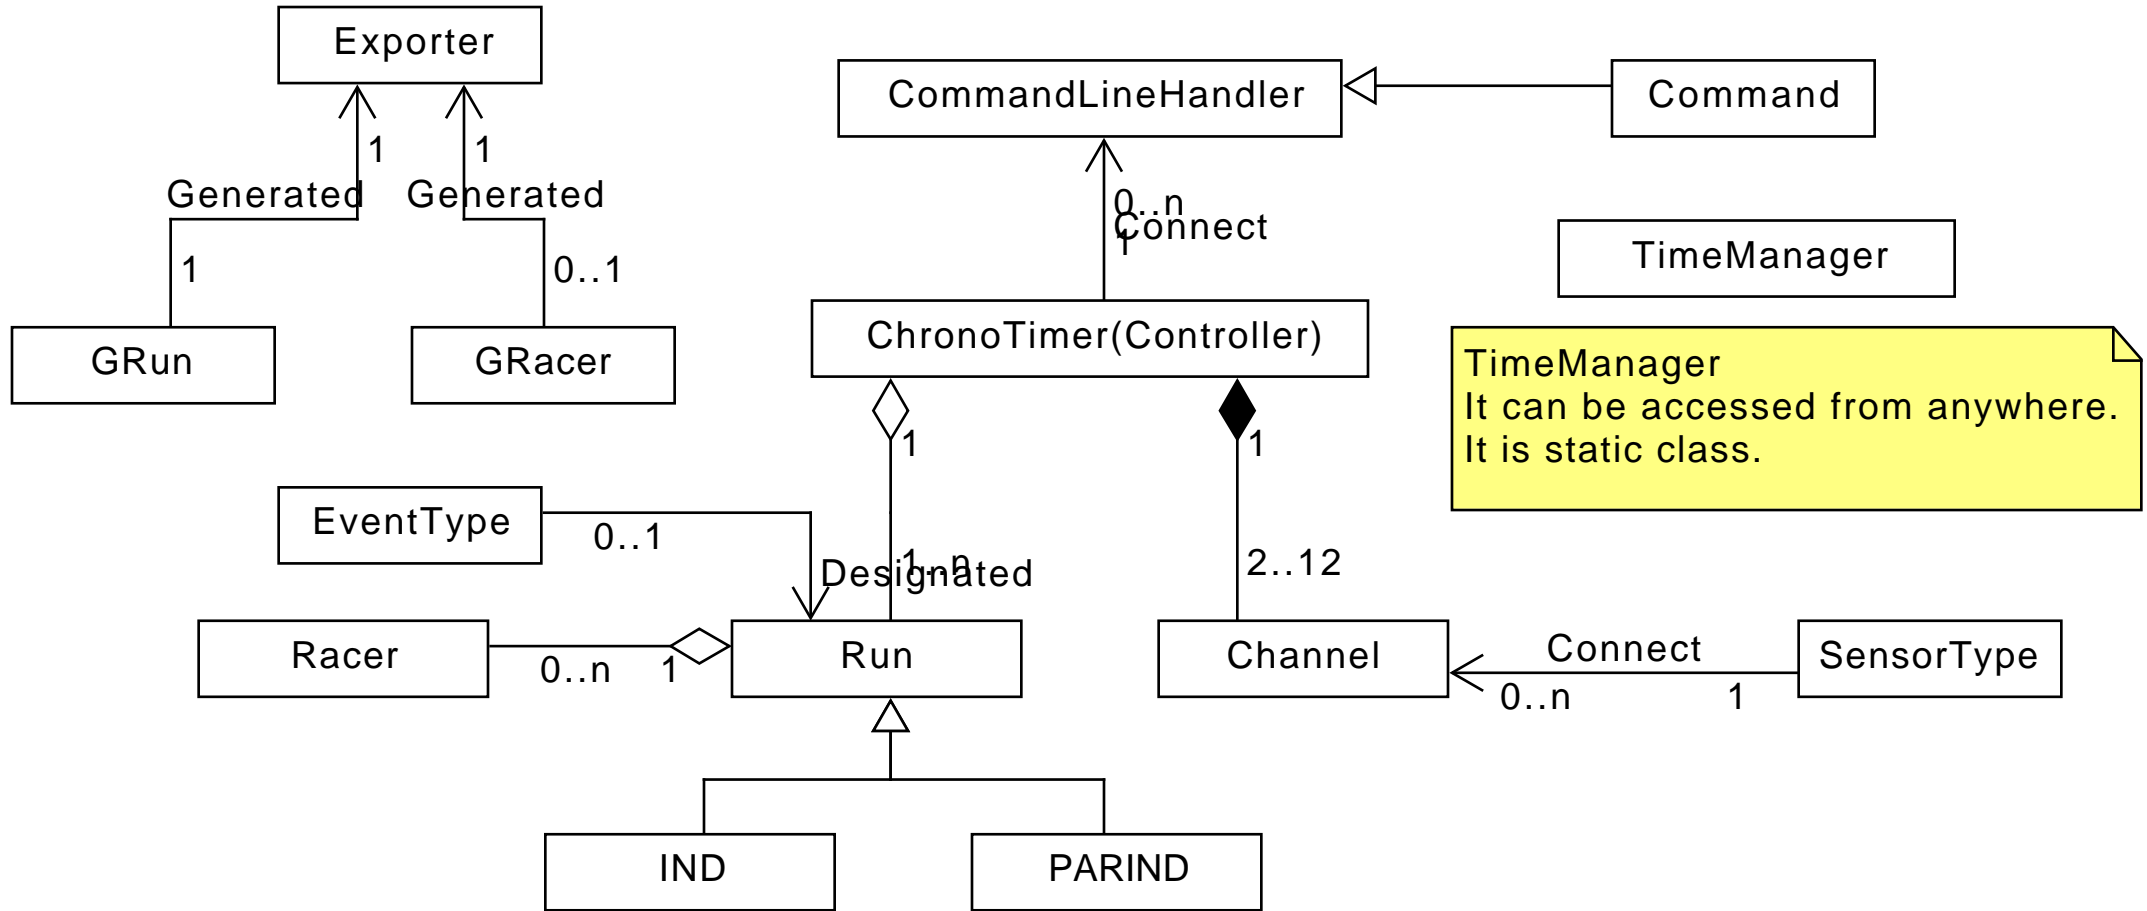 Exporter
CommandLineHandler
Command
1
1
Generated
Generated
0..n
Connect
1
TimeManager
1
0..1
GRun
GRacer
ChronoTimer(Controller)
TimeManager
It can be accessed from anywhere.
It is static class.
1
1
EventType
0..1
1..n
Designated
2..12
Racer
0..n
1
Run
Channel
Connect
0..n
1
SensorType
IND
PARIND